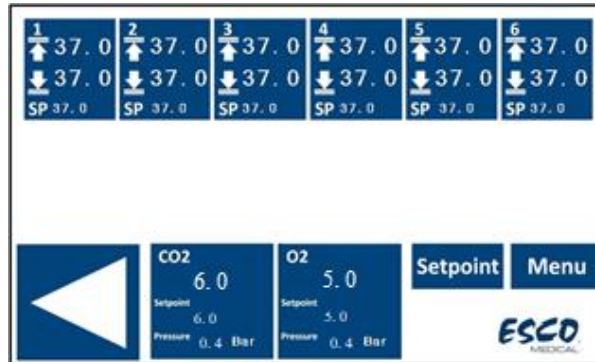 1 2 3 4 5 6
37.0 37.0 37.0 37.0 37.0 37.0
37.0 37.0 37.0 37.0 37.0 37.0
SP 37.0 SP 37.0 SP 37.0 SP 37.0 SP 37.0 SP 37.0
CO2
6.0
Setpoint
6.0
Pressure 0.4 Bar
O2
5.0
Setpoint
5.0
Pressure 0.4 Bar
Setpoint
Menu
ESCO
MEDICAL